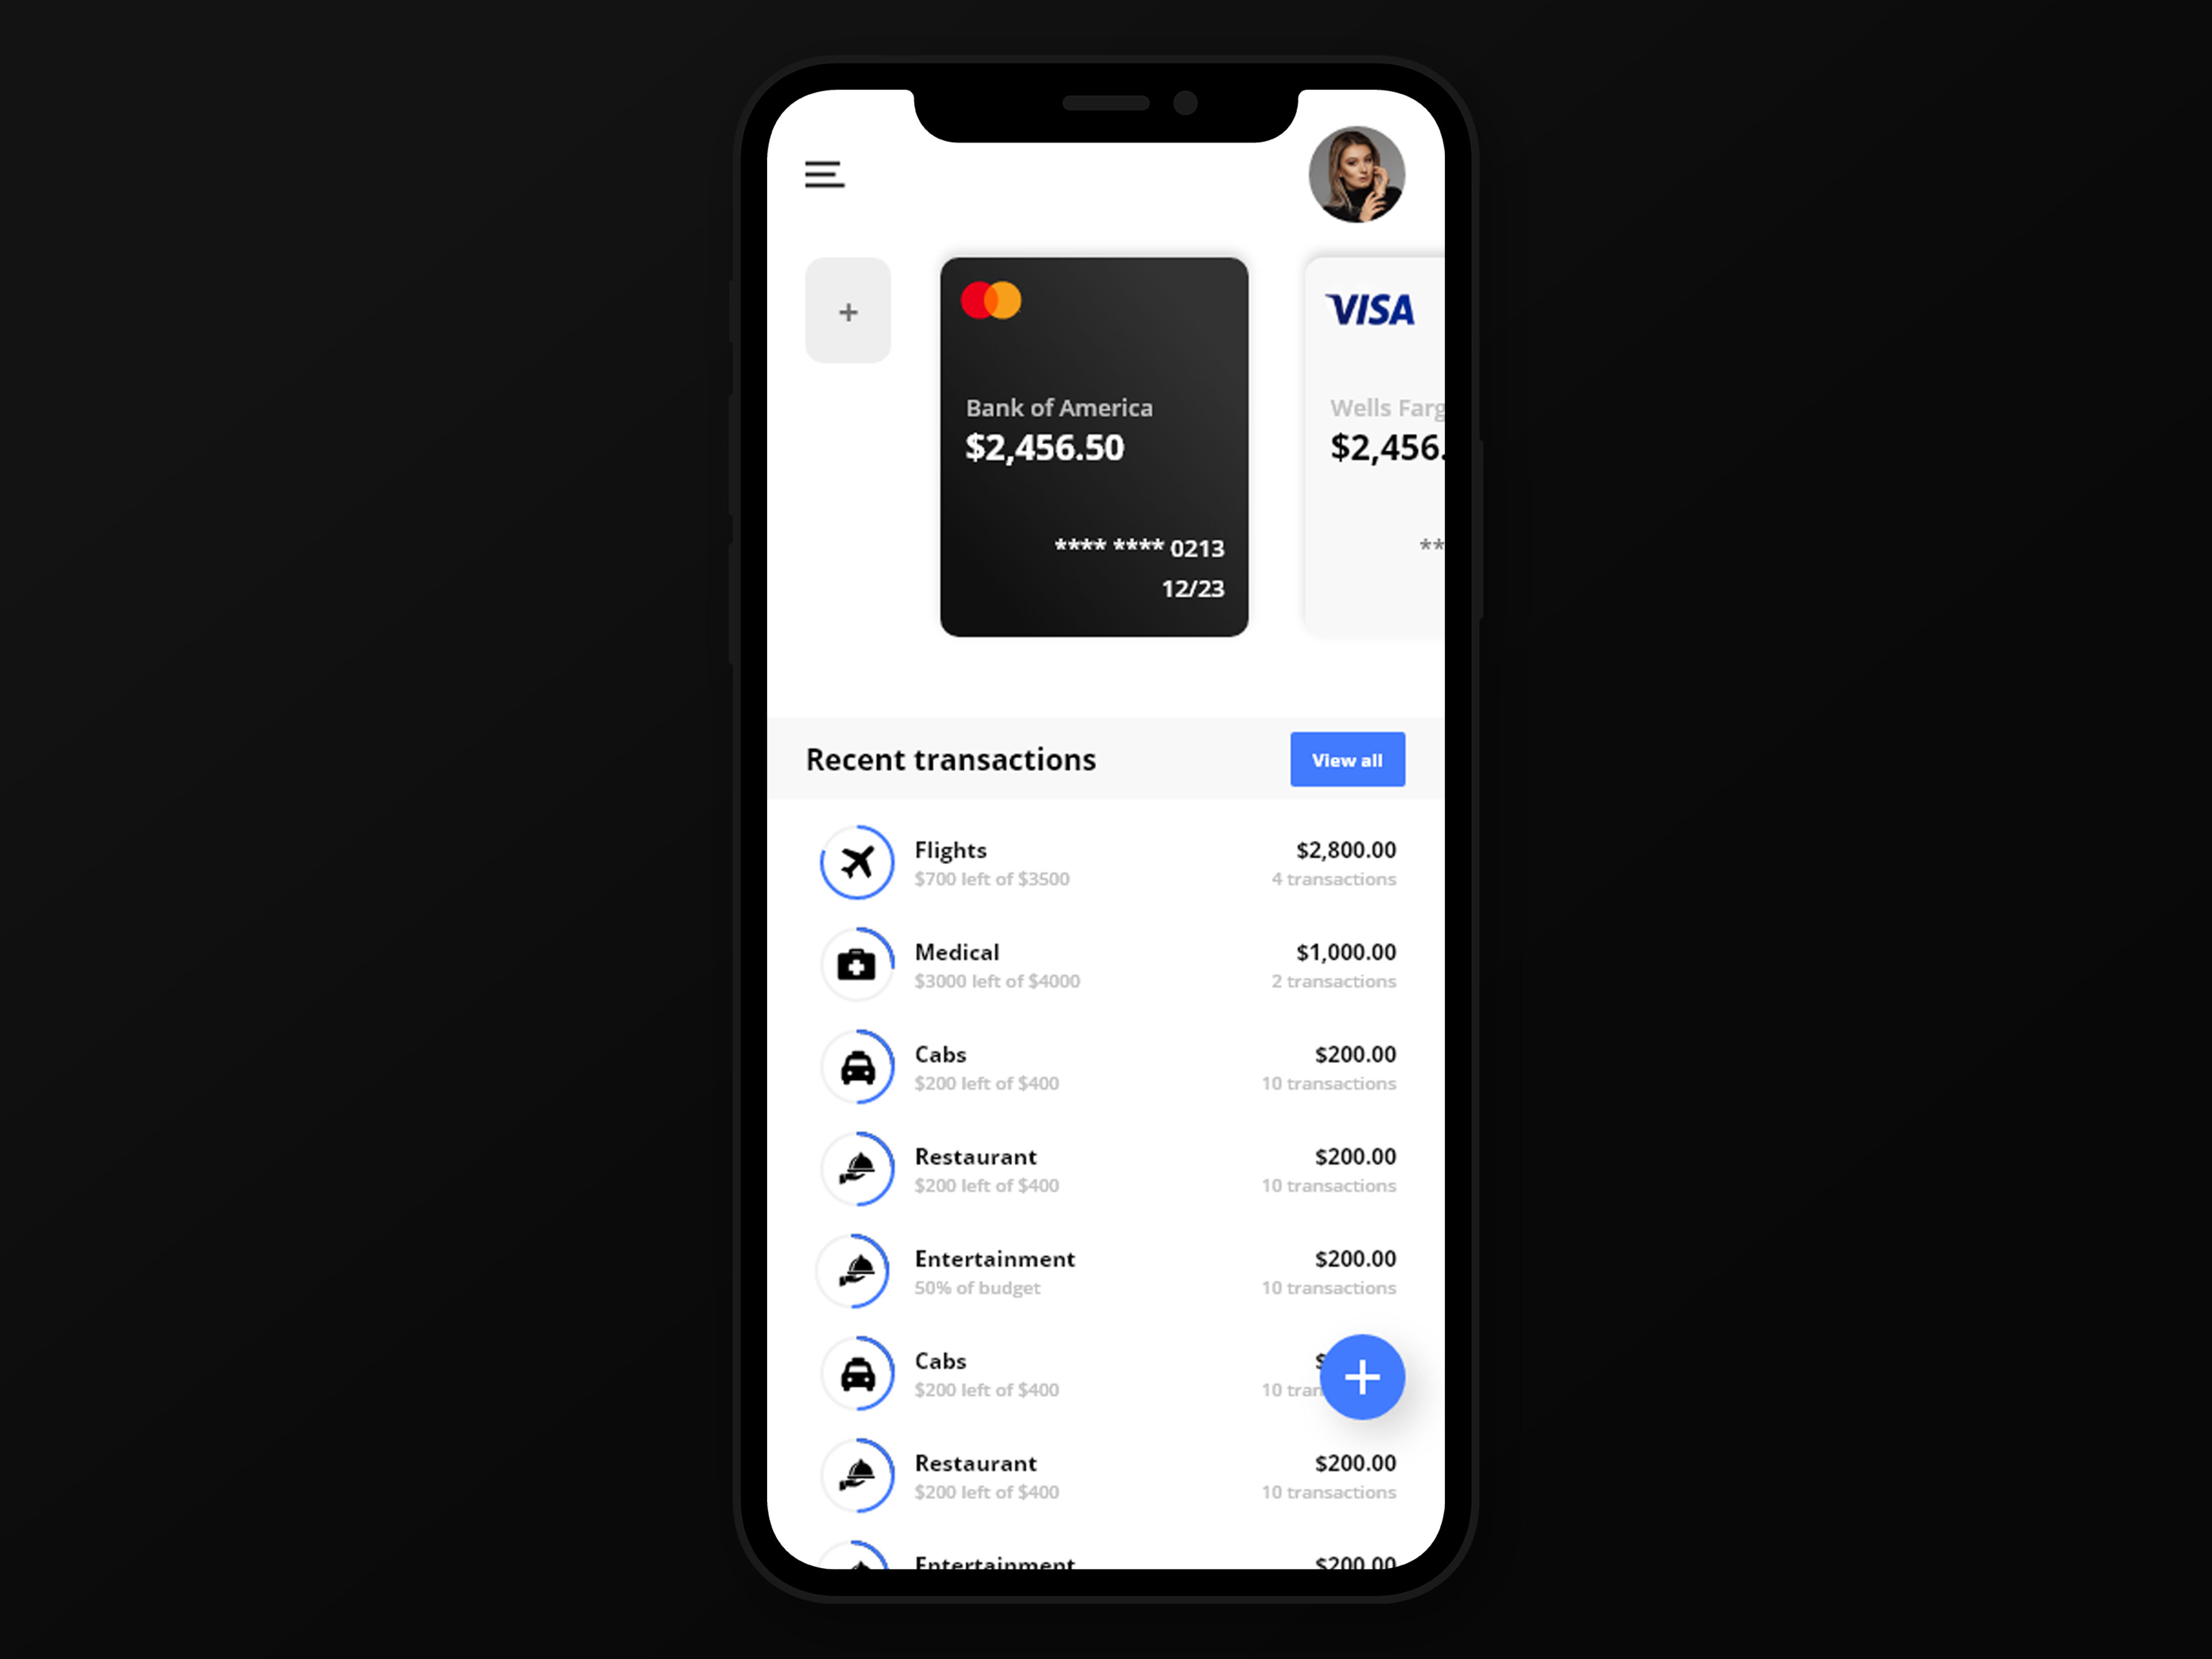 VISA
Bank of America
$2,456.50
**** **** 0213
12/23
Wells Farg
$2,456.
**
Recent transactions
View all
Flights
$2,800.00
$700 left of $3500
4 transactions
Medical
$1,000.00
$3000 left of $4000
2 transactions
Cabs
$200.00
$200 left of $400
10 transactions
Restaurant
$200.00
$200 left of $400
10 transactions
Entertainment
$200.00
50% of budget
10 transactions
Cabs
$
$200 left of $400
10 tran
Restaurant
$200.00
$200 left of $400
10 transactions
Entertainment
$200.00